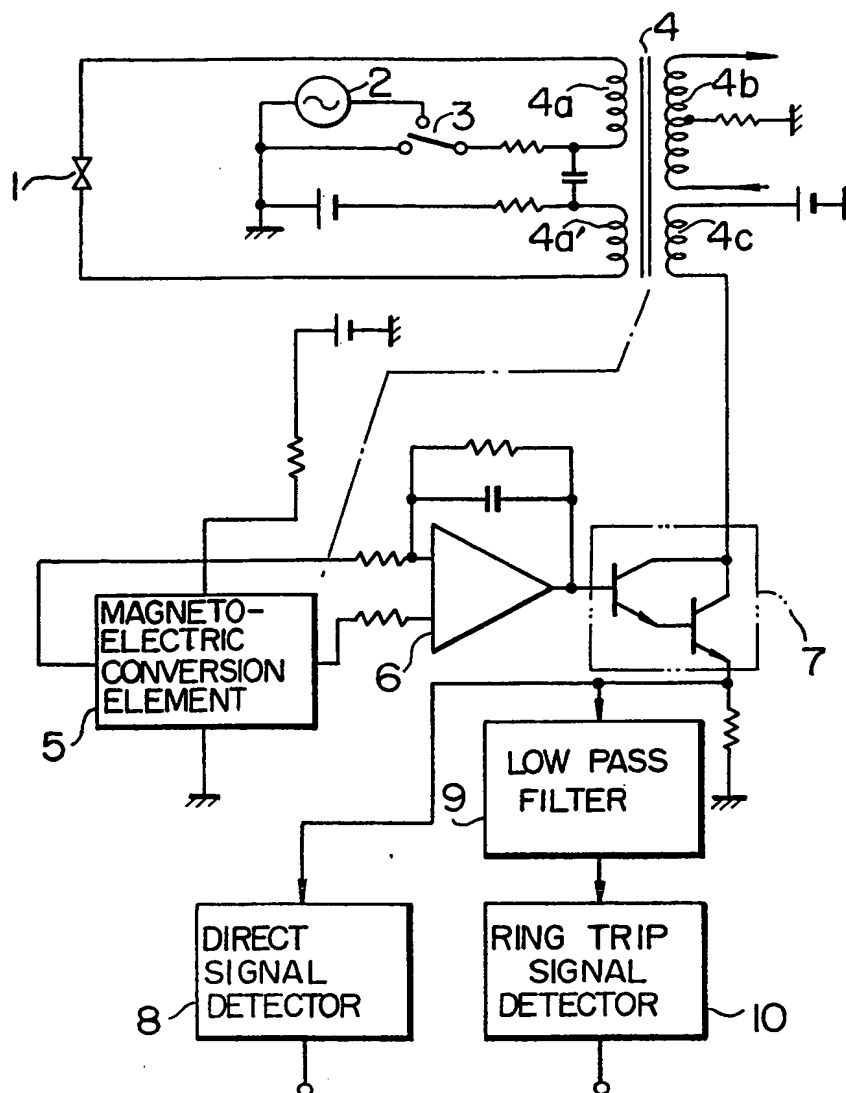 4
2
4a
4b
3
1
4a'
4c
MAGNETO-
ELECTRIC
CONVERSION
ELEMENT
5
6
7
LOW PASS
FILTER
9
DIRECT
SIGNAL
DETECTOR
8
RING TRIP
SIGNAL
DETECTOR
10